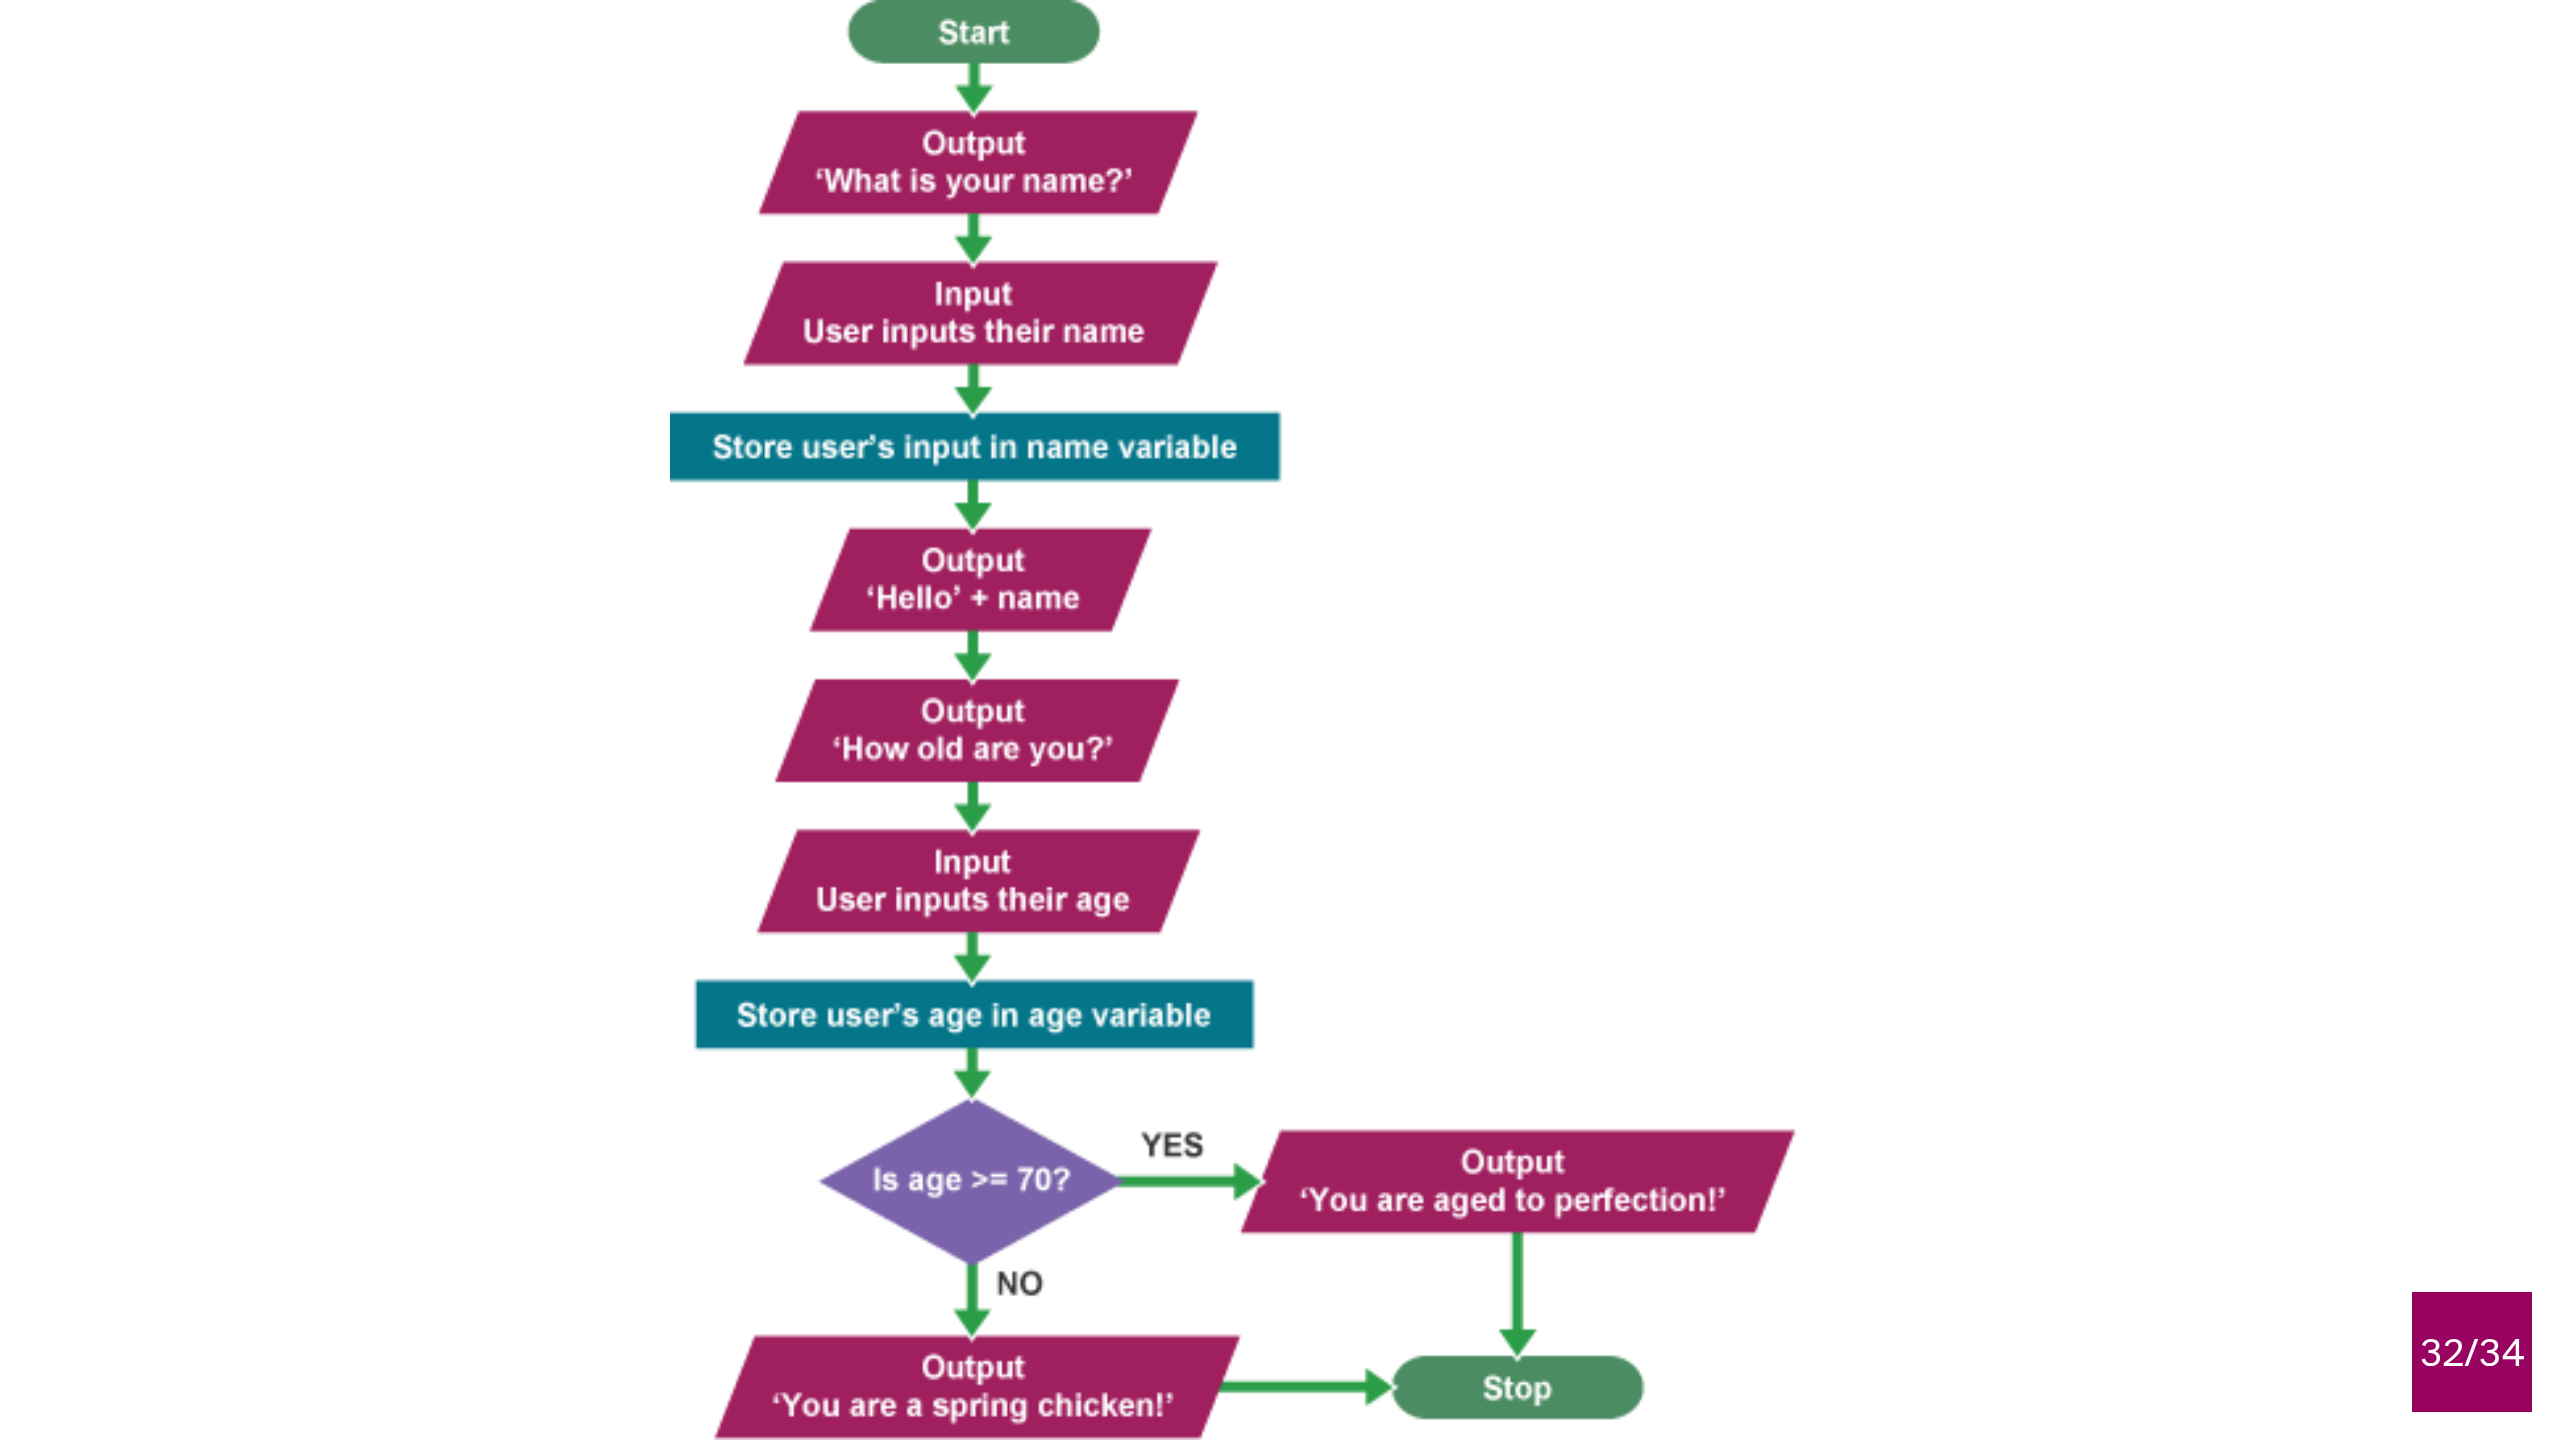 Start
Output
‘What is your name?’
Input
User inputs their name
Store user’s input in name variable
Output
‘Hello’ + name
Output
‘How old are you?’
Input
User inputs their age
Store user’s age in age variable
Is age >= 70?
YES
Output
‘You are aged to perfection!’
NO
Output
‘You are a spring chicken!’
Stop
32/34